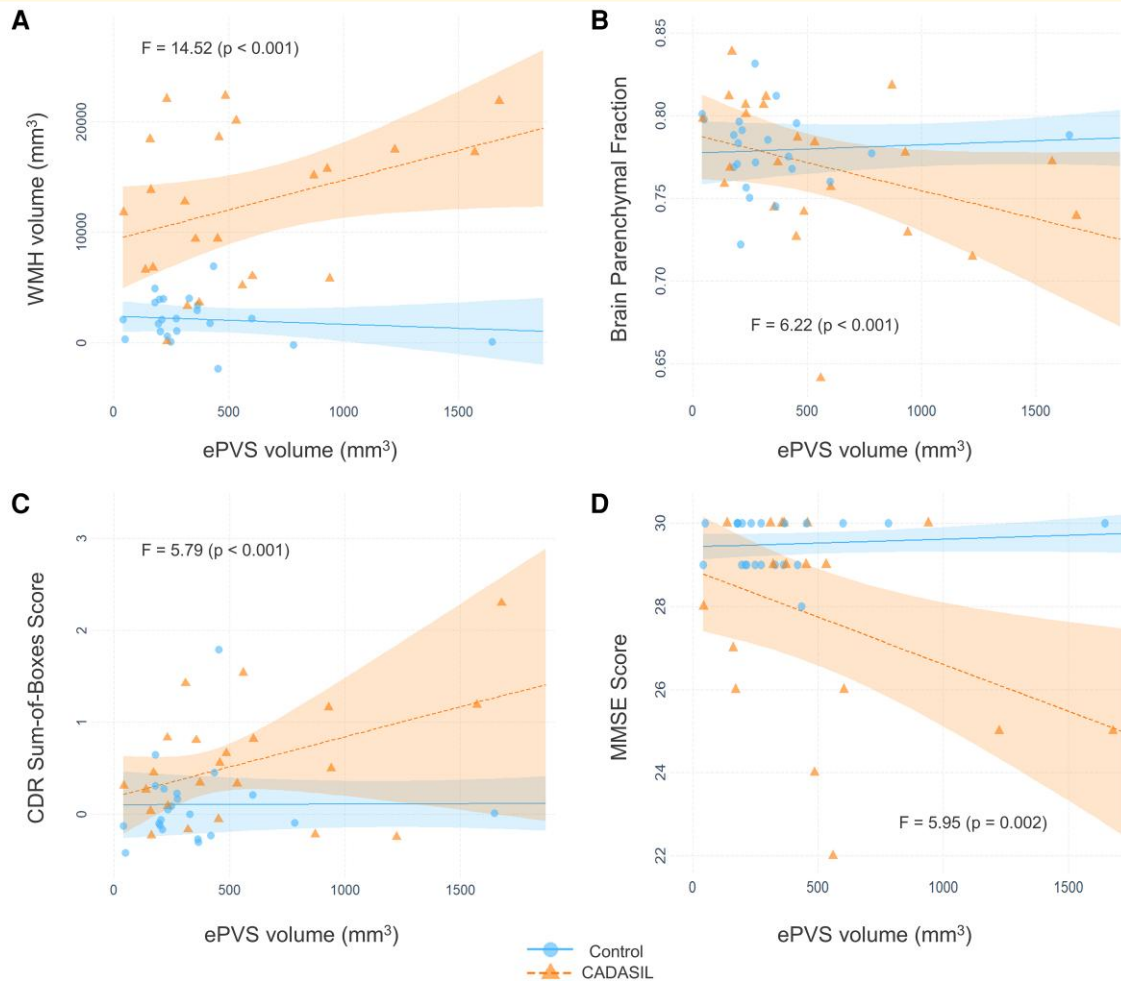 A
F = 14.52 (p < 0.001)
WMH volume (mm³)
20000
10000
0
0 500 1000 1500
ePVS volume (mm³)
B
Brain Parenchymal Fraction
0.85
0.80
0.75
0.70
0.65
F = 6.22 (p < 0.001)
0 500 1000 1500
ePVS volume (mm³)
C
F = 5.79 (p < 0.001)
CDR Sum-of-Boxes Score
3
2
1
0
0 500 1000 1500
ePVS volume (mm³)
D
MMSE Score
30
28
26
24
22
F = 5.95 (p = 0.002)
0 500 1000 1500
ePVS volume (mm³)
Control
CADASIL